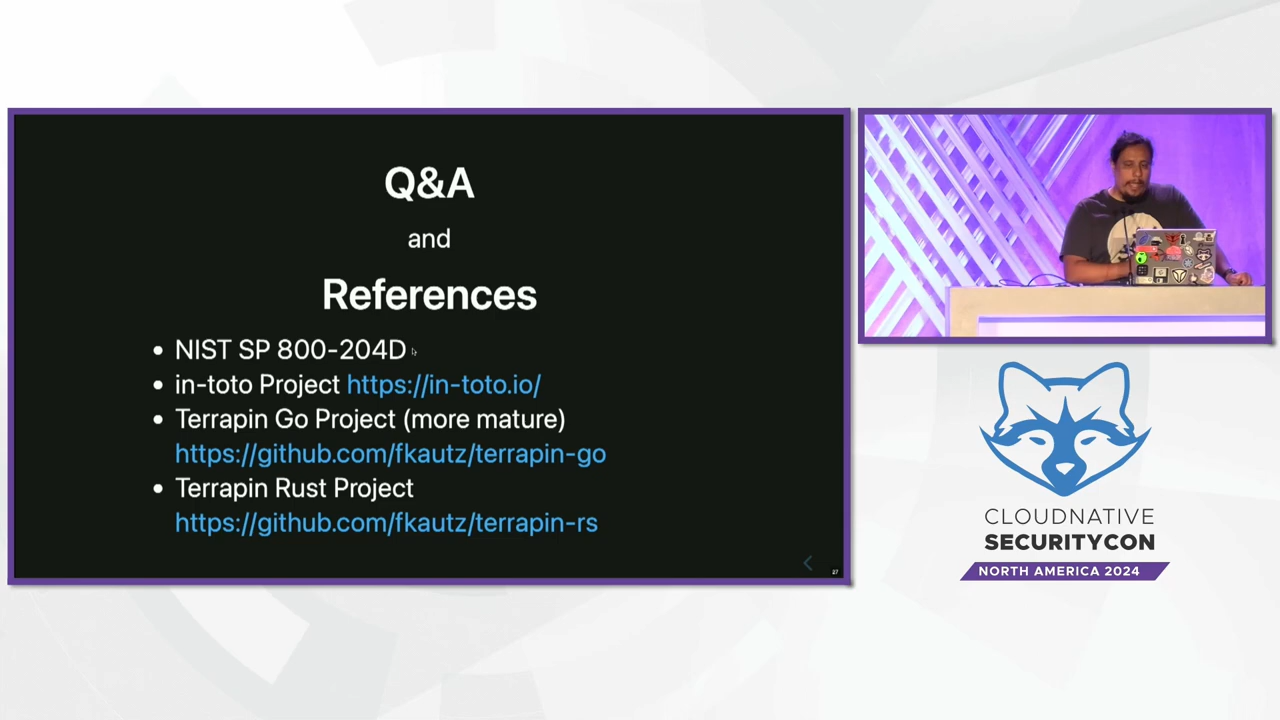 Q&A
and
References
• NIST SP 800-204D
• in-toto Project https://in-toto.io/
• Terrapin Go Project (more mature)
https://github.com/fkautz/terrapin-go
• Terrapin Rust Project
https://github.com/fkautz/terrapin-rs
27
CLOUDNATIVE
SECURITYCON
NORTH AMERICA 2024